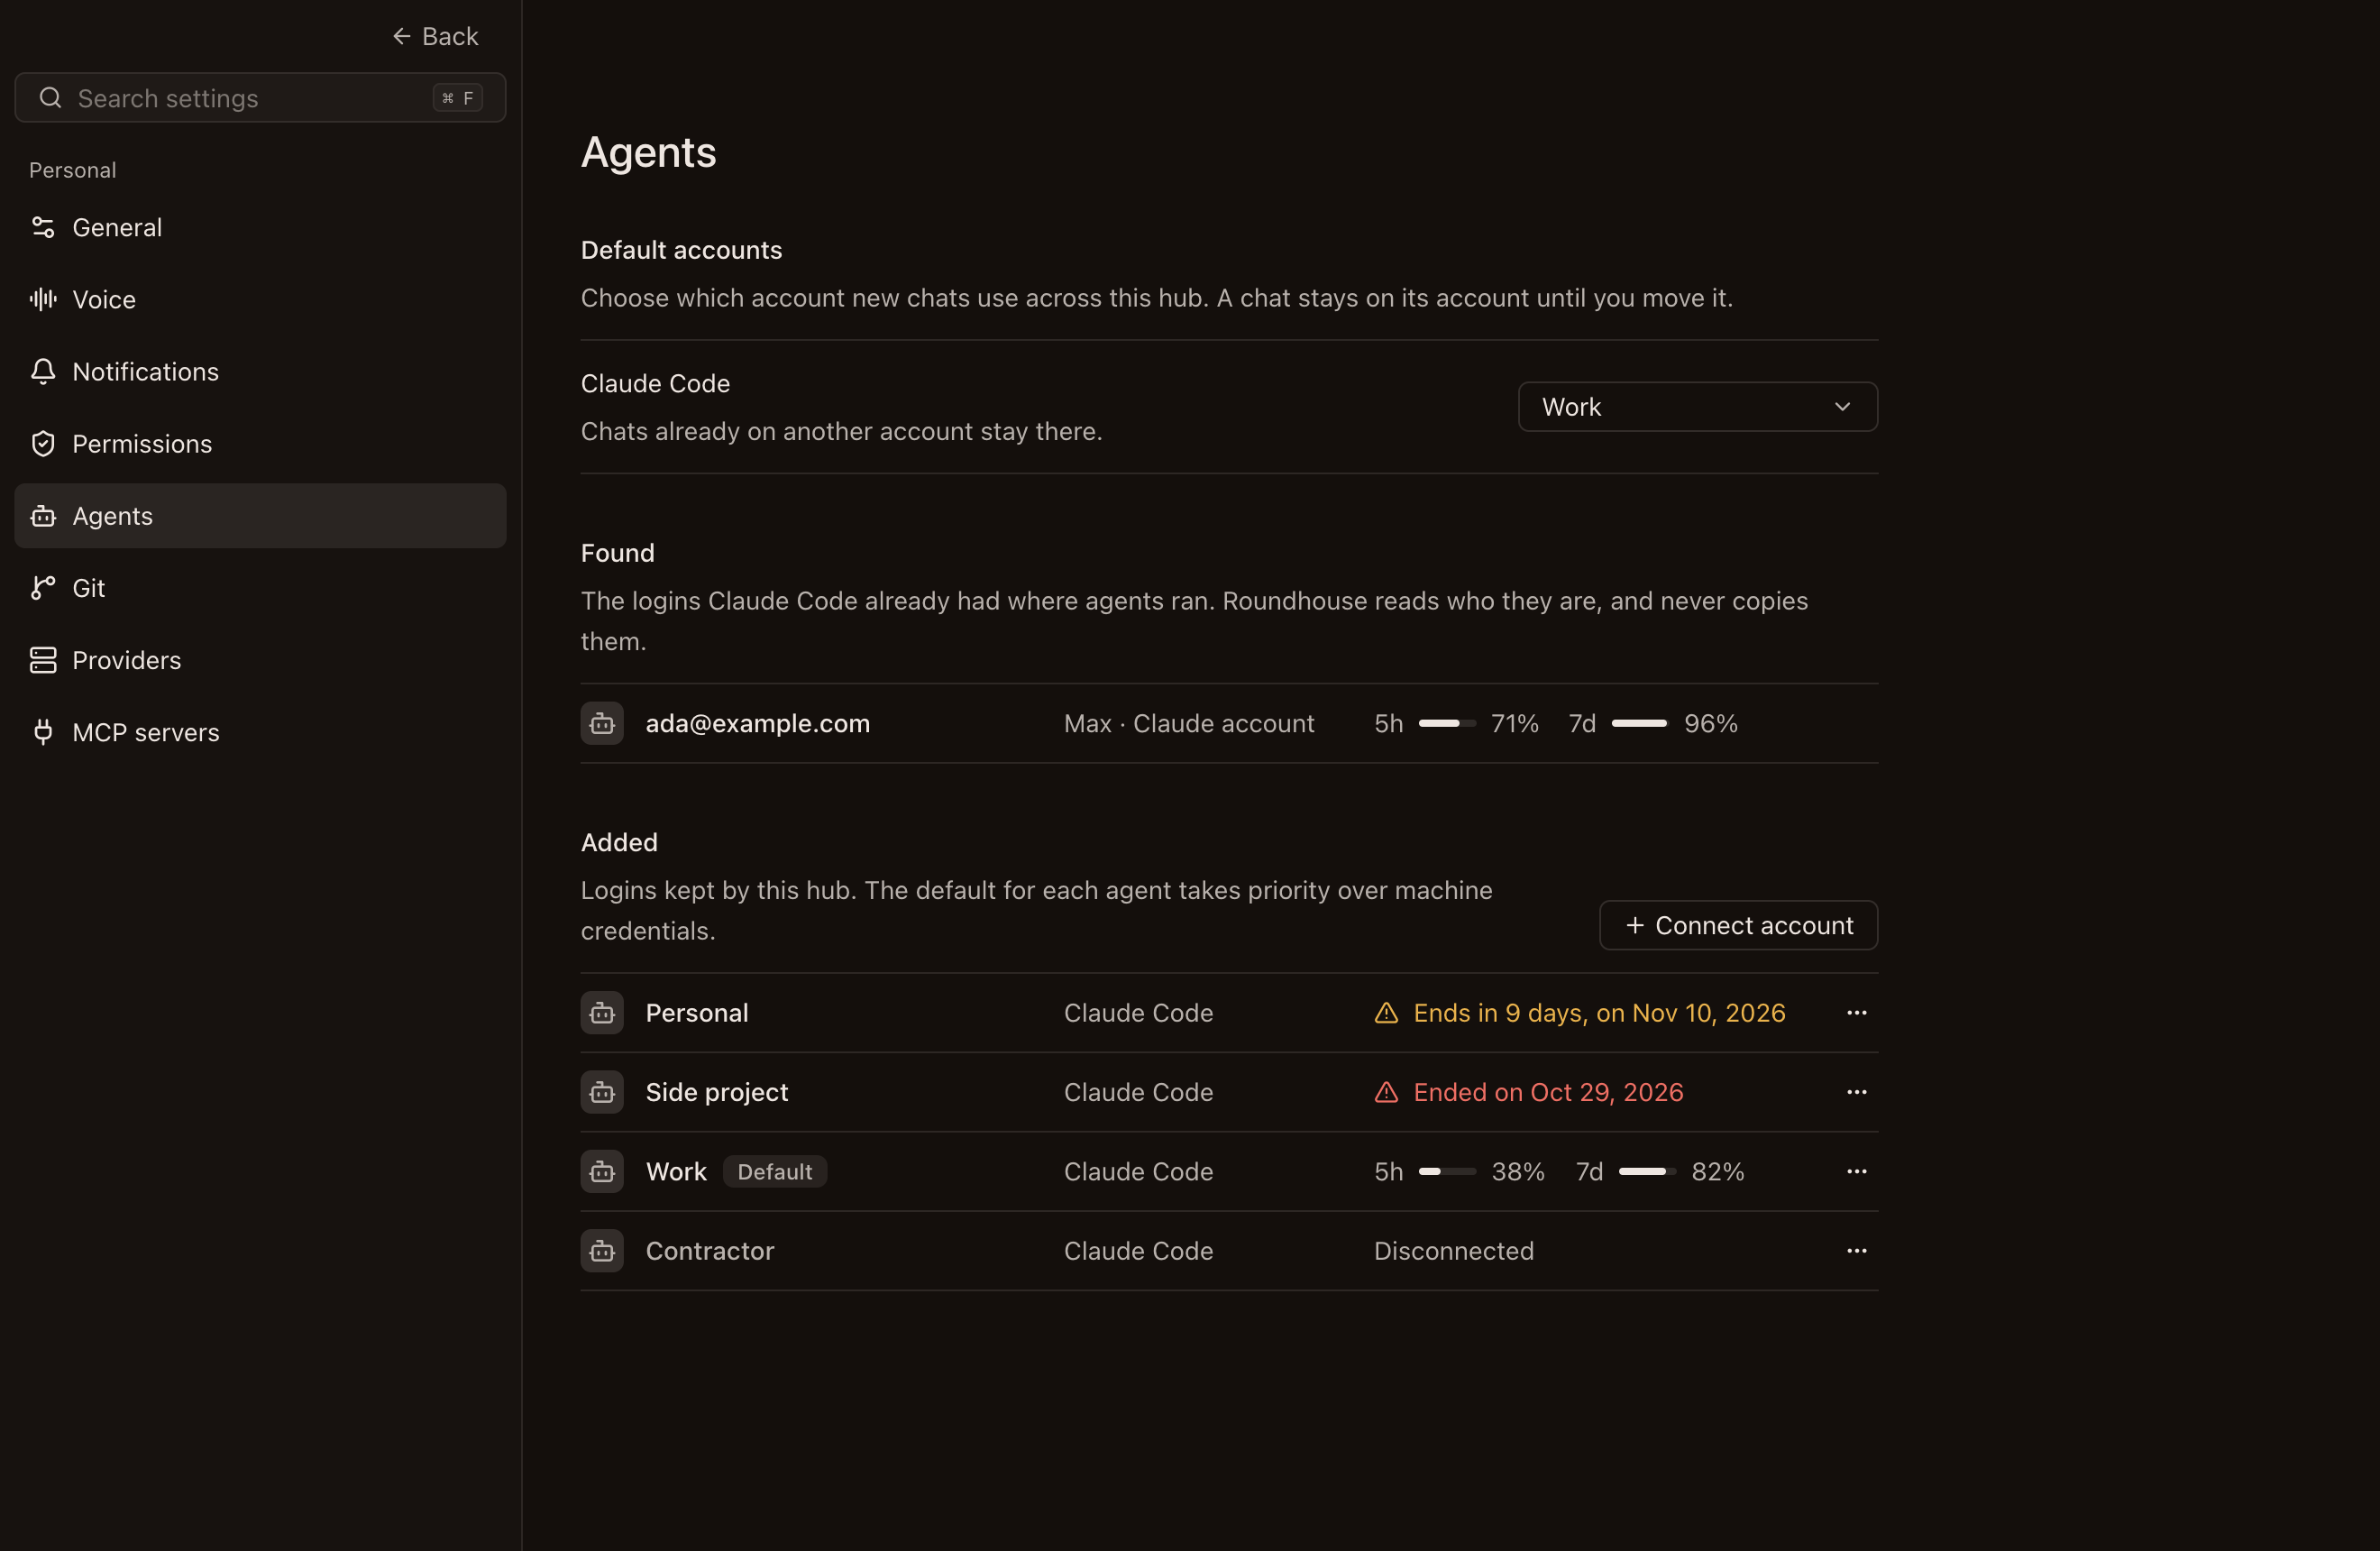 Back
Search settings
⌘ F
Personal
General
Voice
Notifications
Permissions
Agents
Git
Providers
MCP servers
Agents
Default accounts
Choose which account new chats use across this hub. A chat stays on its account until you move it.
Claude Code
Work
Chats already on another account stay there.
Found
The logins Claude Code already had where agents ran. Roundhouse reads who they are, and never copies
them.
ada@example.com Max · Claude account 5h 71% 7d 96%
Added
Logins kept by this hub. The default for each agent takes priority over machine
credentials.
+ Connect account
Personal Claude Code Ends in 9 days, on Nov 10, 2026 ···
Side project Claude Code Ended on Oct 29, 2026 ···
Work Default Claude Code 5h 38% 7d 82% ···
Contractor Claude Code Disconnected ···